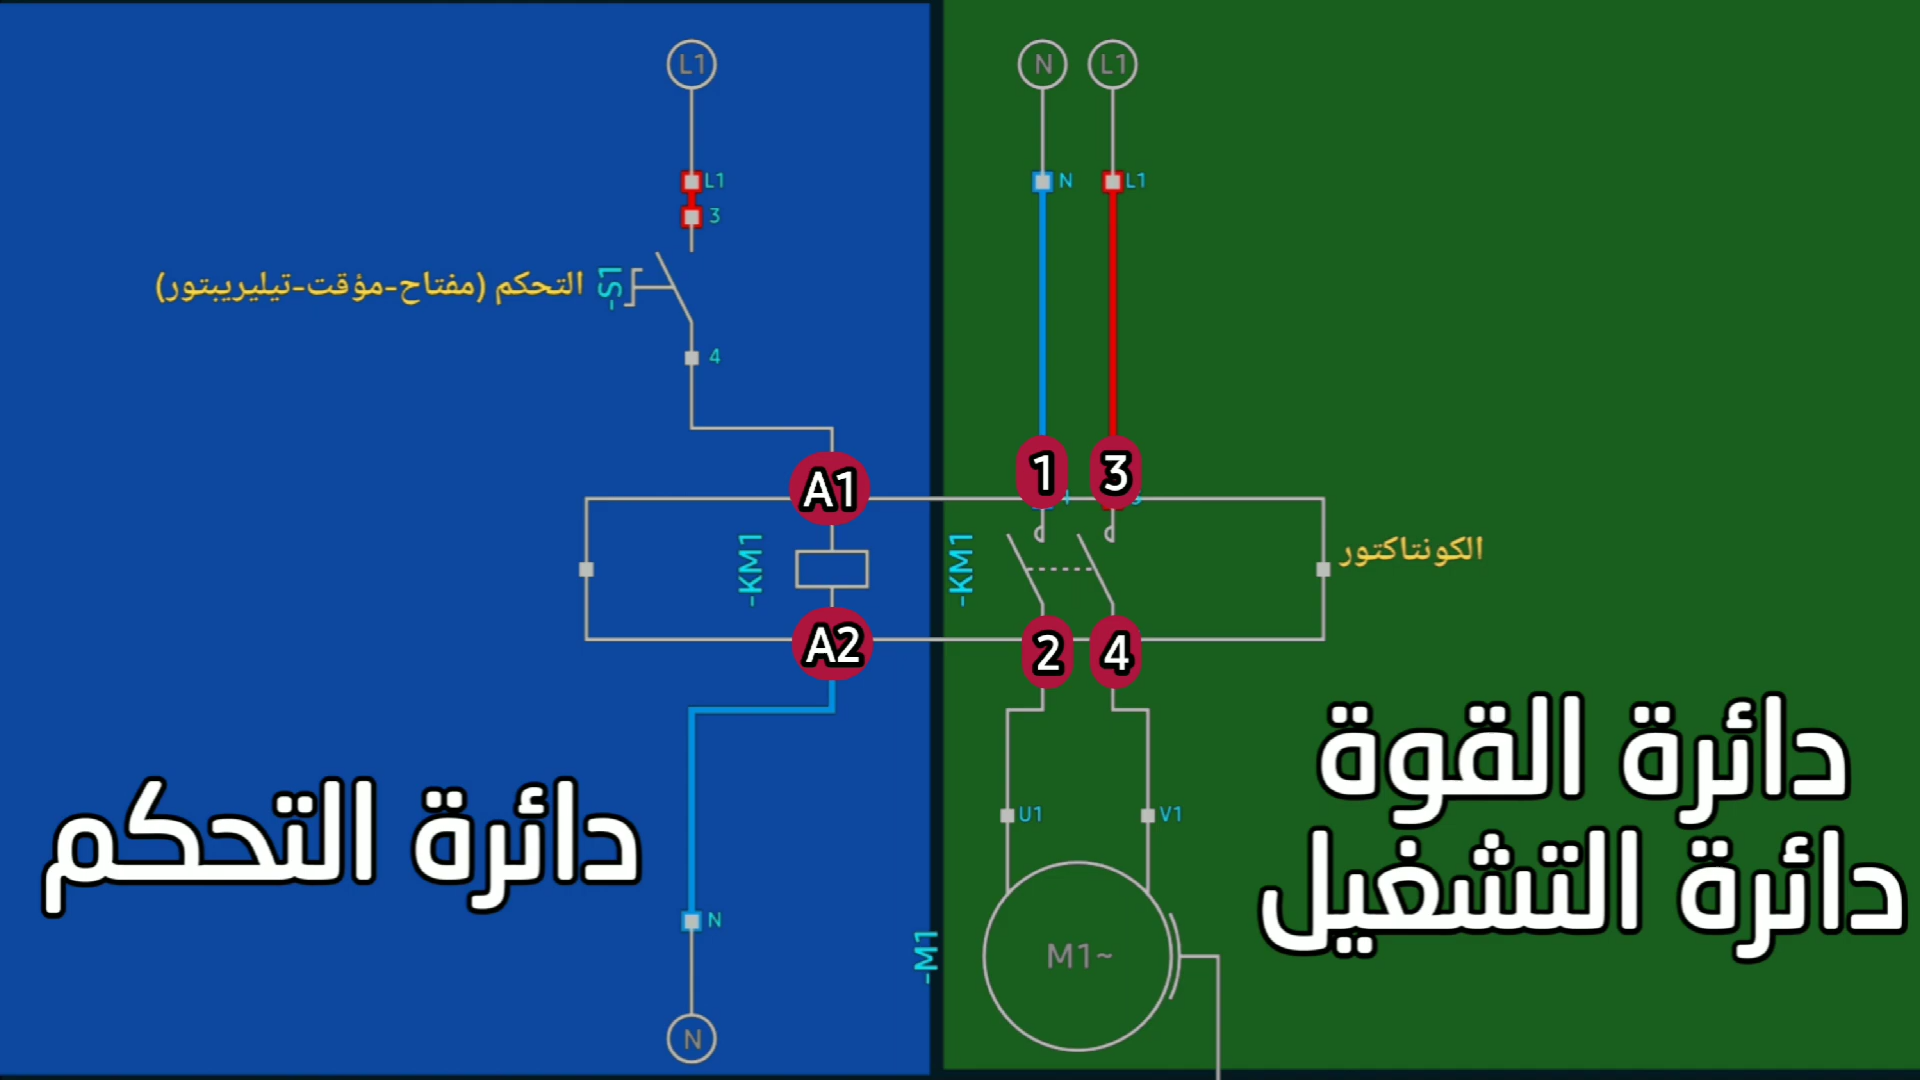 L1
N
L1
L1
N
L1
3
التحكم (مفتاح-مؤقت-تيليريبتور)
-S1
4
A1
1
3
-KM1
-KM1
الكونتاكتور
A2
2
4
دائرة القوة
دائرة التشغيل
دائرة التحكم
U1
V1
N
-M1
M1~
N